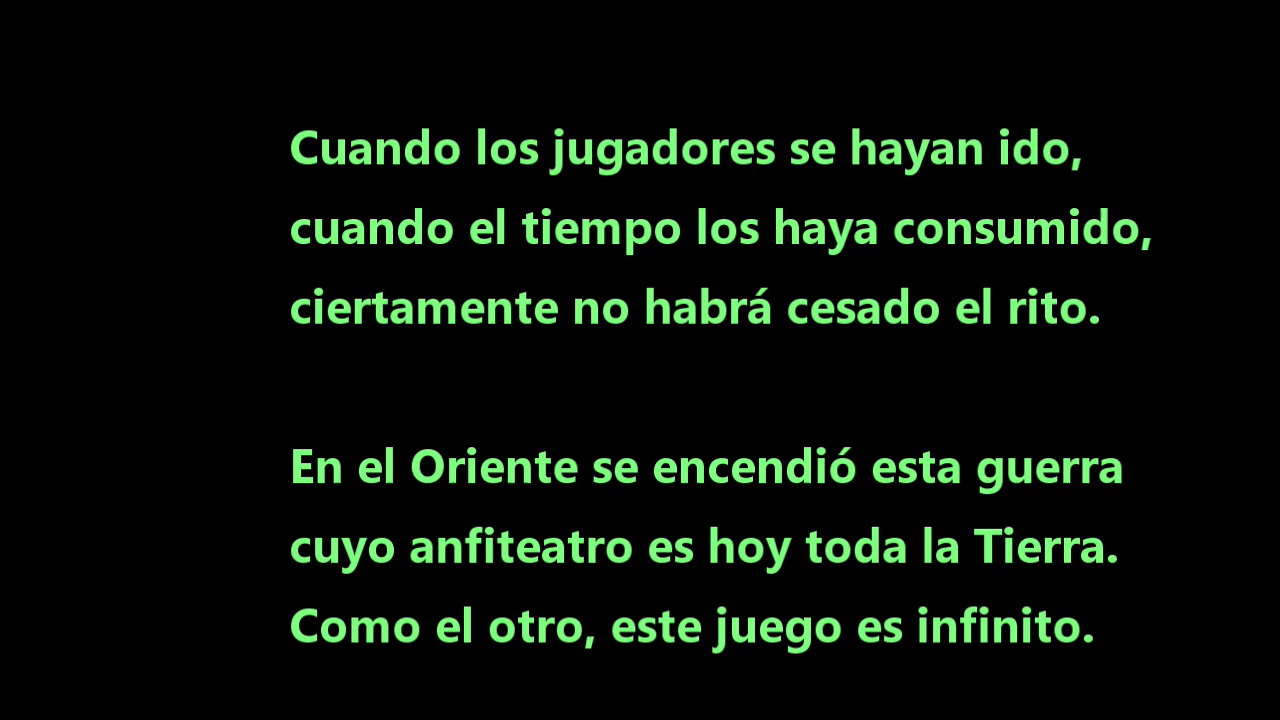 Cuando los jugadores se hayan ido,
cuando el tiempo los haya consumido,
ciertamente no habrá cesado el rito.
En el Oriente se encendió esta guerra
cuyo anfiteatro es hoy toda la Tierra.
Como el otro, este juego es infinito.